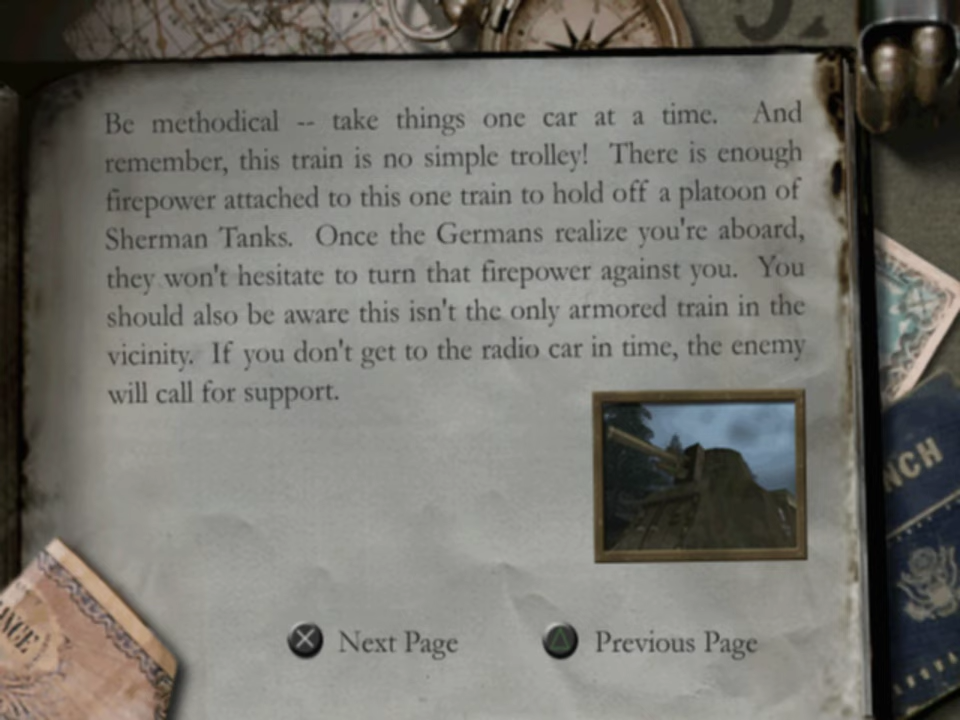 Be methodical -- take things one car at a time. And
remember, this train is no simple trolley! There is enough
firepower attached to this one train to hold off a platoon of
Sherman Tanks. Once the Germans realize you're aboard,
they won't hesitate to turn that firepower against you. You
should also be aware this isn't the only armored train in the
vicinity. If you don't get to the radio car in time, the enemy
will call for support.
NCH
Next Page
Previous Page